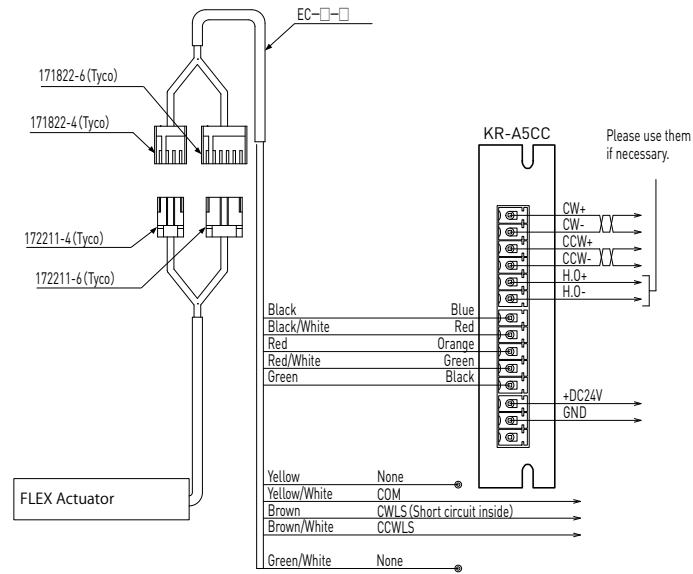 EC-□-□
171822-6(Tyco)
171822-4(Tyco)
KR-A5CC
Please use them
if necessary.
CW+
CW-
CCW+
CCW-
H.O+
H.O-
172211-4(Tyco)
172211-6(Tyco)
Black Blue
Black/White Red
Red Orange
Red/White Green
Green Black
+DC24V
GND
FLEX Actuator
Yellow None
Yellow/White COM
Brown CWLS(Short circuit inside)
Brown/White CCWLS
Green/White None